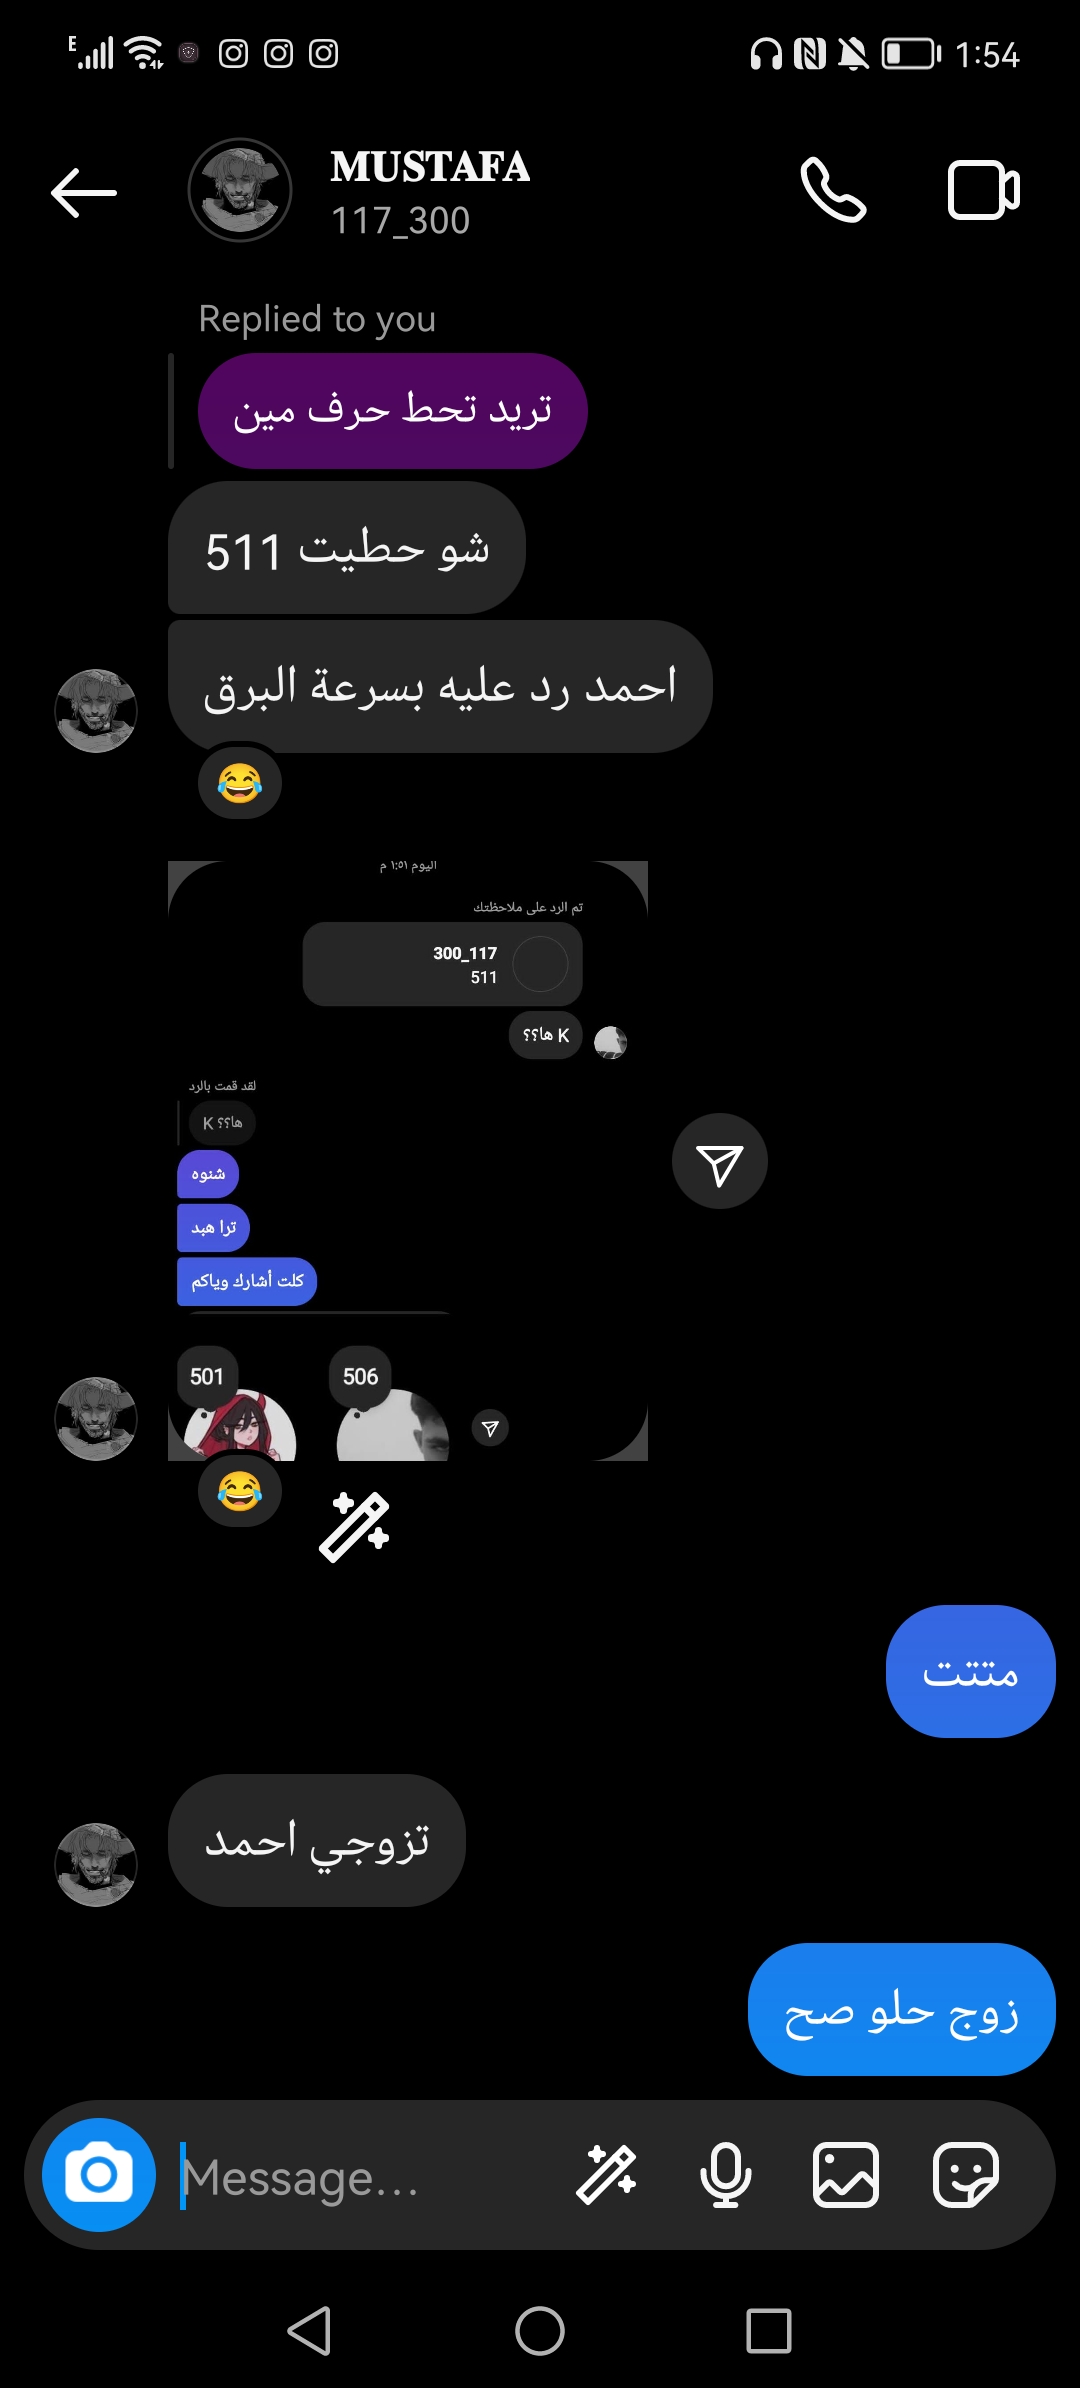 E
1:54
MUSTAFA
117_300
Replied to you
تريد تحط حرف مين
شو حطيت 511
احمد رد عليه بسرعة البرق
😂
اليوم ١:٥١ م
تم الرد على ملاحظتك
300_117
511
K ها؟؟
لقد قمت بالرد
K ها؟؟
شنوه
ترا هبد
كلت أشارك وياكم
501
506
😂
متتت
تزوجي احمد
زوج حلو صح
Message...